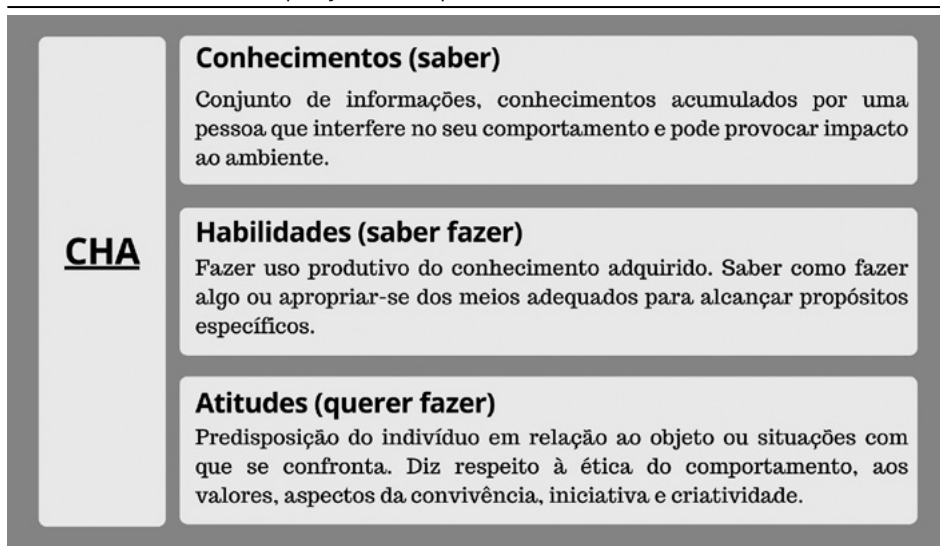 Conhecimentos (saber)
Conjunto de informações, conhecimentos acumulados por uma
pessoa que interfere no seu comportamento e pode provocar impacto
ao ambiente.
CHA
Habilidades (saber fazer)
Fazer uso produtivo do conhecimento adquirido. Saber como fazer
algo ou apropriar-se dos meios adequados para alcançar propósitos
específicos.
Atitudes (querer fazer)
Predisposição do indivíduo em relação ao objeto ou situações com
que se confronta. Diz respeito à ética do comportamento, aos
valores, aspectos da convivência, iniciativa e criatividade.